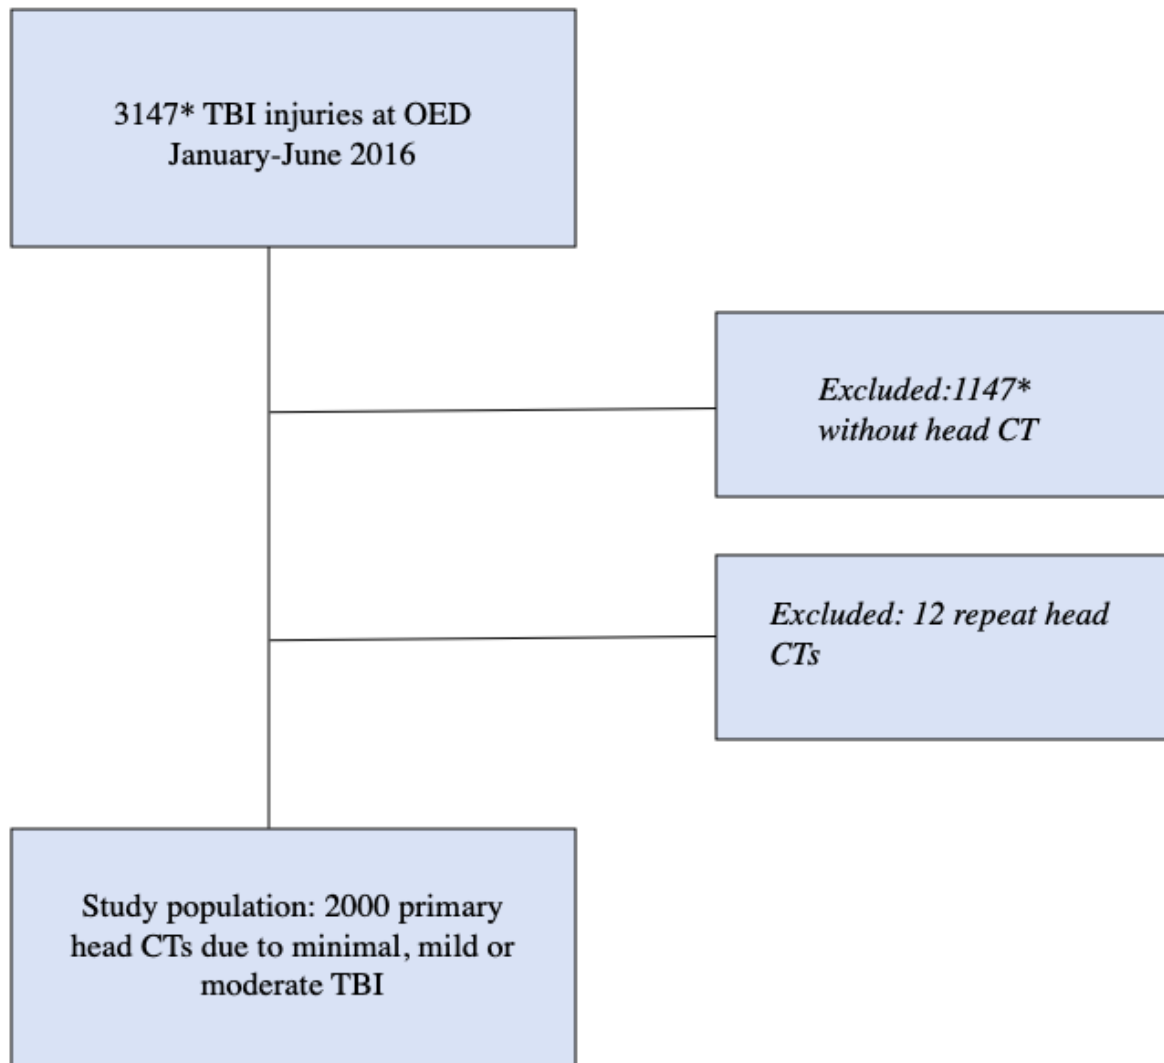 3147* TBI injuries at OED
January-June 2016
Excluded:1147*
without head CT
Excluded: 12 repeat head
CTs
Study population: 2000 primary
head CTs due to minimal, mild or
moderate TBI